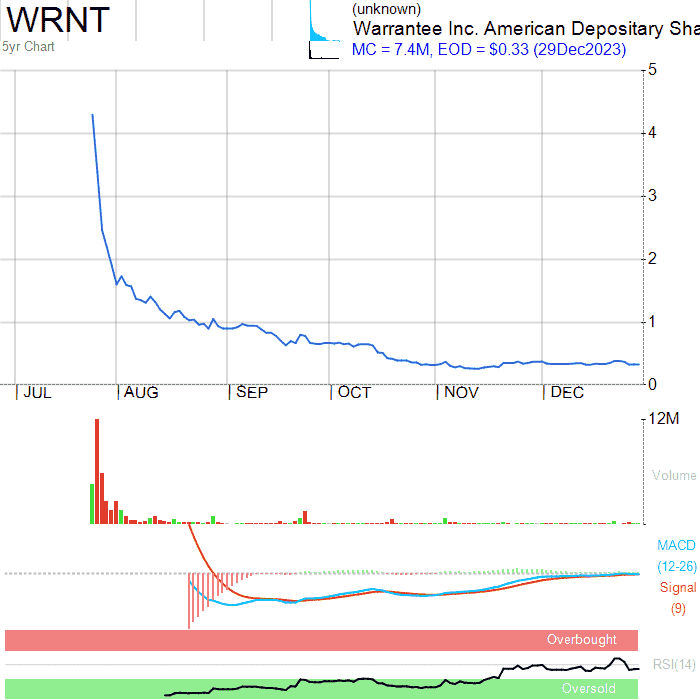 WRNT
5yr Chart
(unknown)
Warrantee Inc. American Depositary Sha
MC = 7.4M, EOD = $0.33 (29Dec2023)
5
4
3
2
1
0
JUL AUG SEP OCT NOV DEC
12M
Volume
MACD
(12-26)
Signal
(9)
Overbought
RSI(14)
Oversold